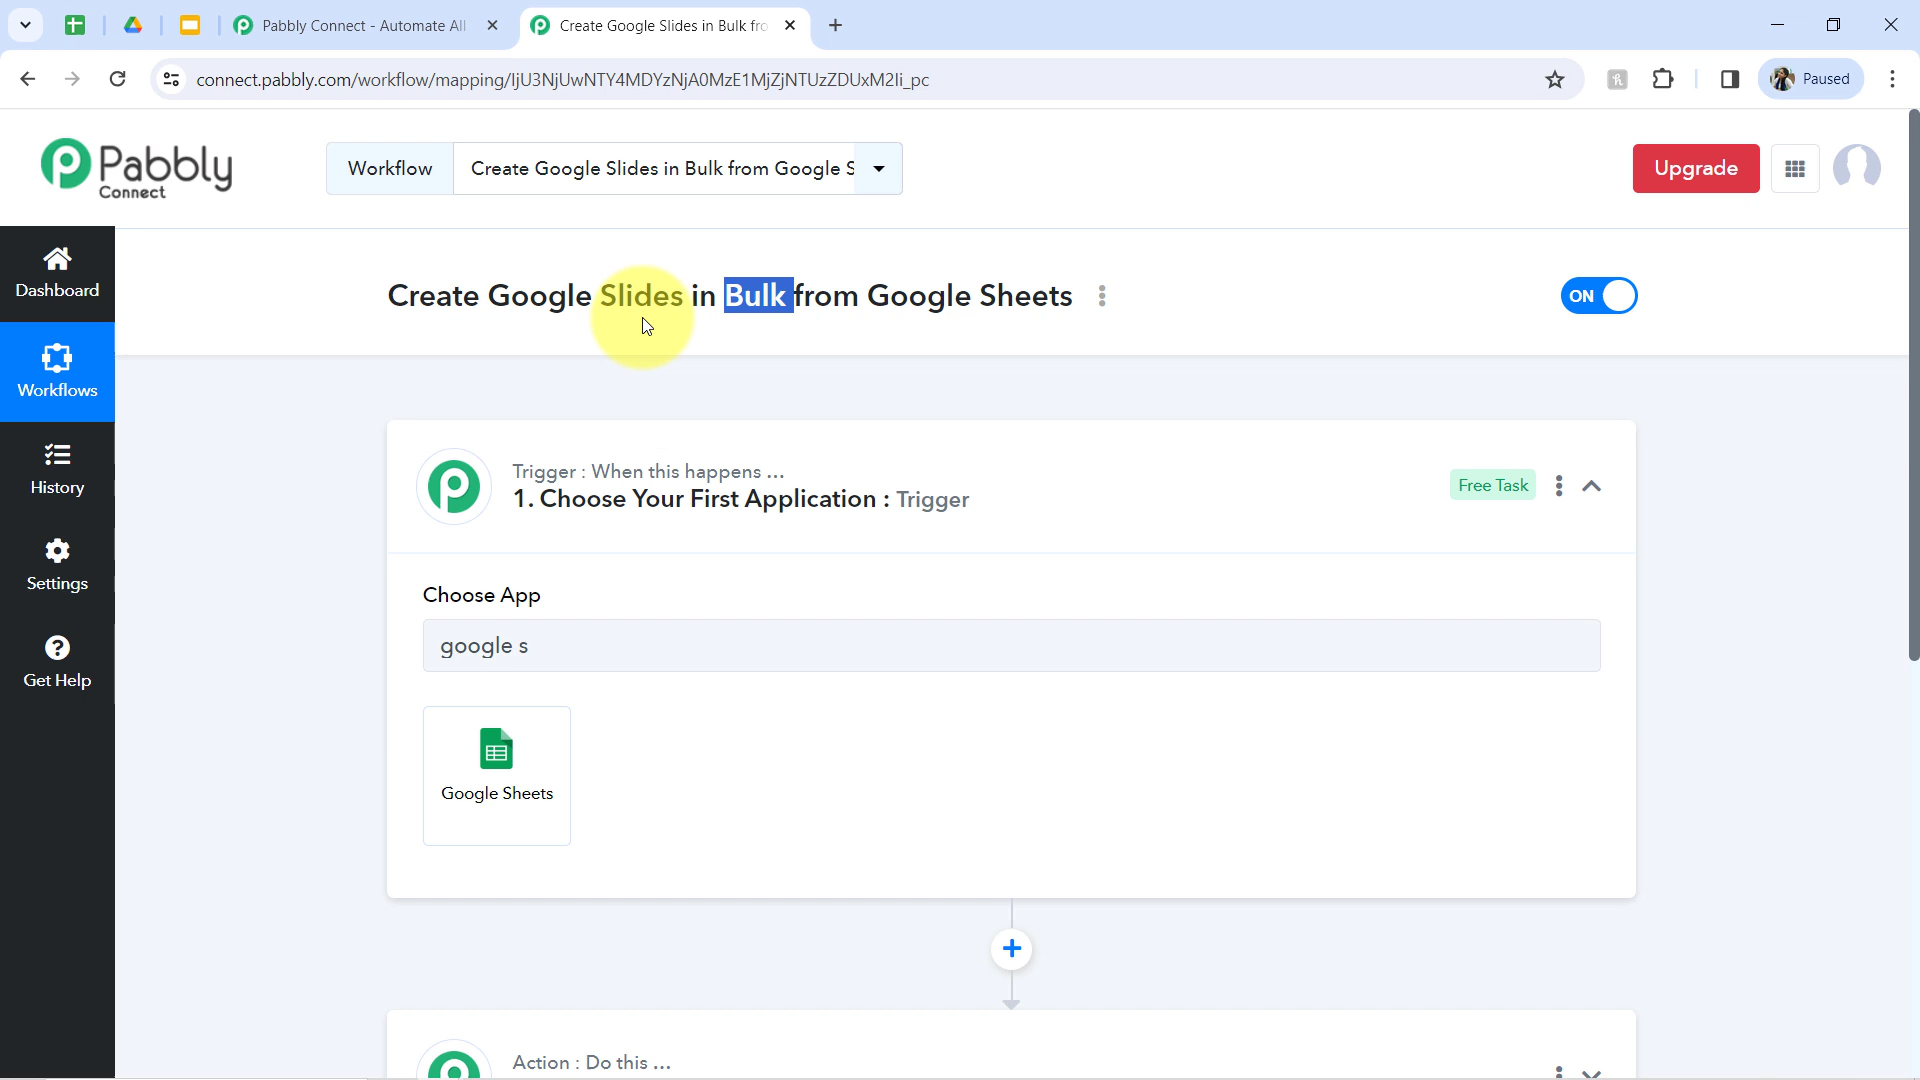 Pabbly Connect - Automate All
Create Google Slides in Bulk fro
connect.pabbly.com/workflow/mapping/IjU3NjUwNTY4MDYzNjA0MzE1MjZjNTUzZDUxM2Ii_pc
Paused
Pabbly
Connect
Workflow
Create Google Slides in Bulk from Google S
Upgrade
Dashboard
Workflows
History
Settings
Get Help
Create Google Slides in Bulk from Google Sheets
ON
Trigger : When this happens ...
1. Choose Your First Application : Trigger
Free Task
Choose App
google s
Google Sheets
Action : Do this ...